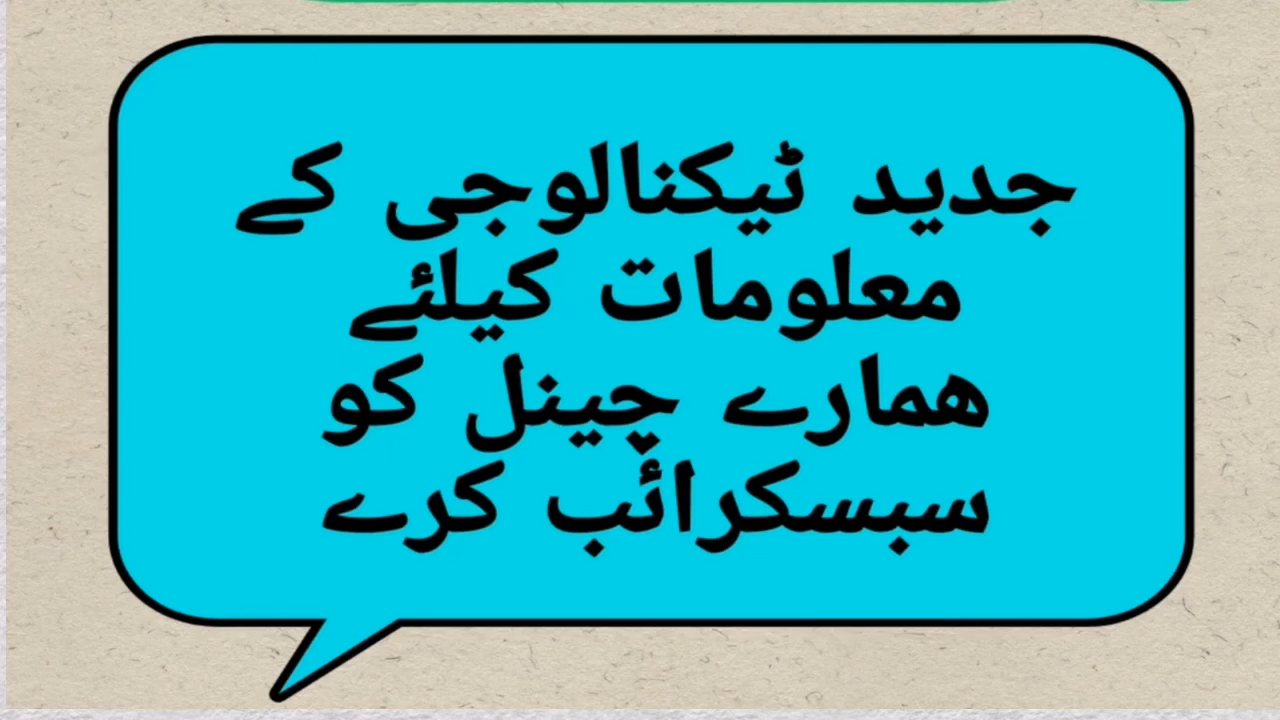 جدید ٹیکنالوجی کے
معلومات کیلئے
ھمارے چینل کو
سبسکرائب کرے